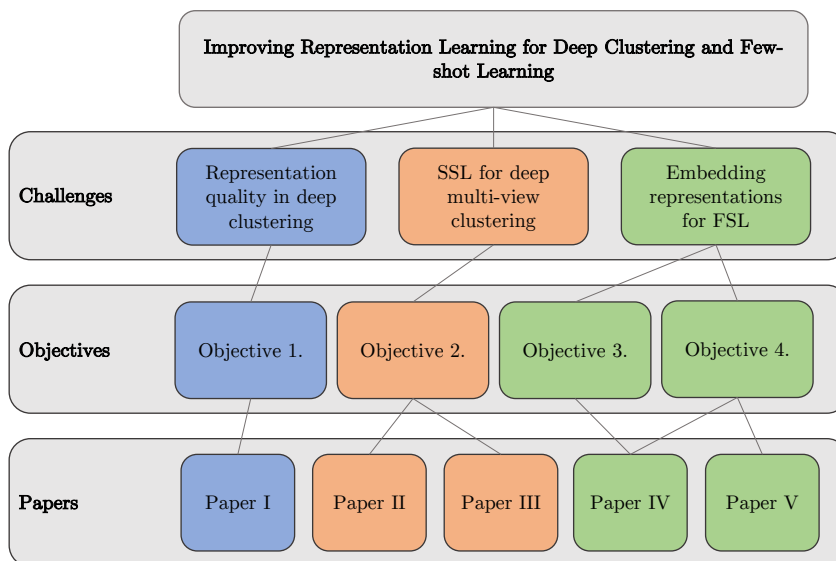 Improving Representation Learning for Deep Clustering and Few-
shot Learning
Challenges
Representation
quality in deep
clustering
SSL for deep
multi-view
clustering
Embedding
representations
for FSL
Objectives
Objective 1.
Objective 2.
Objective 3.
Objective 4.
Papers
Paper I
Paper II
Paper III
Paper IV
Paper V